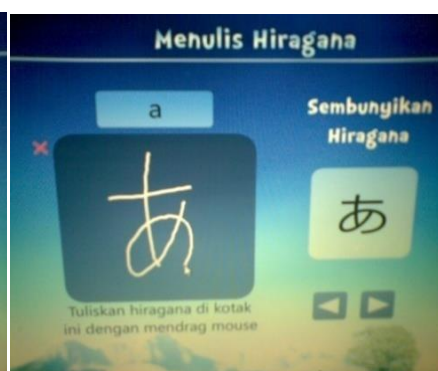 Menulis Hiragana
a
Sembunyikan
Hiragana
あ
あ
Tuliskan hiragana di kotak
ini dengan mendrag mouse